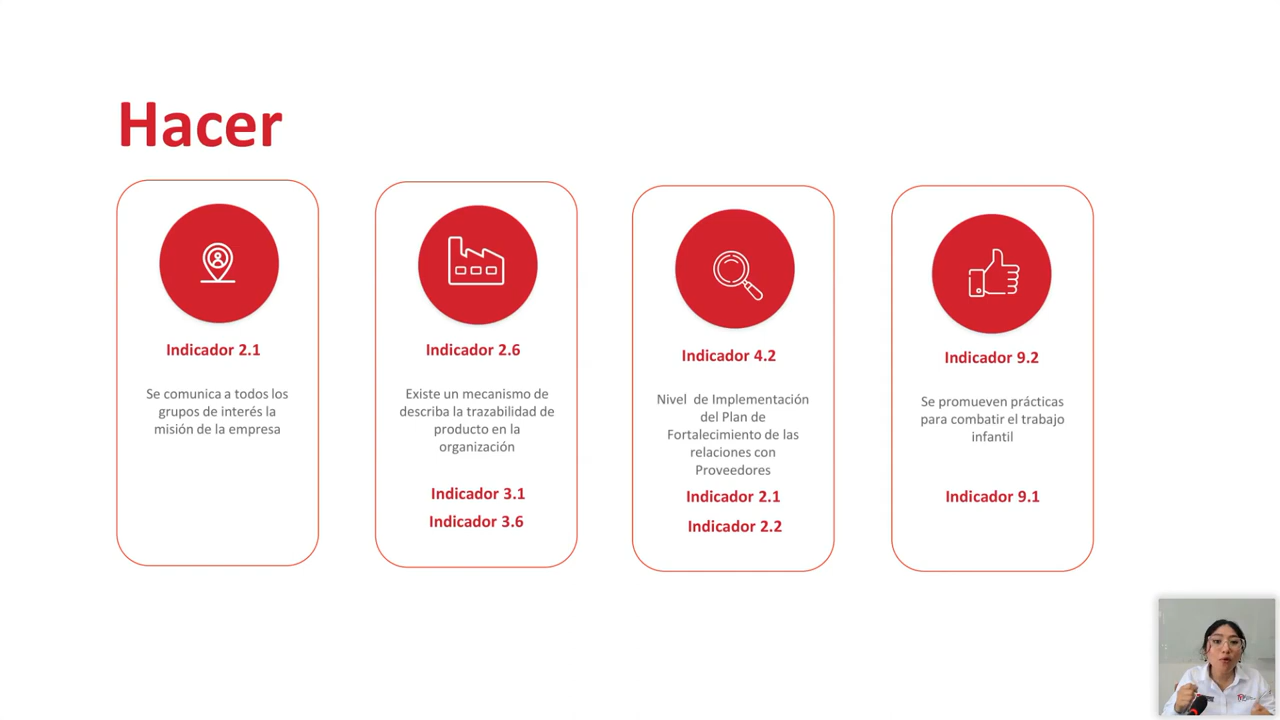 Hacer
Indicador 2.1
Se comunica a todos los
grupos de interés la
misión de la empresa
Indicador 2.6
Existe un mecanismo de
describa la trazabilidad de
producto en la
organización
Indicador 3.1
Indicador 3.6
Indicador 4.2
Nivel de Implementación
del Plan de
Fortalecimiento de las
relaciones con
Proveedores
Indicador 2.1
Indicador 2.2
Indicador 9.2
Se promueven prácticas
para combatir el trabajo
infantil
Indicador 9.1